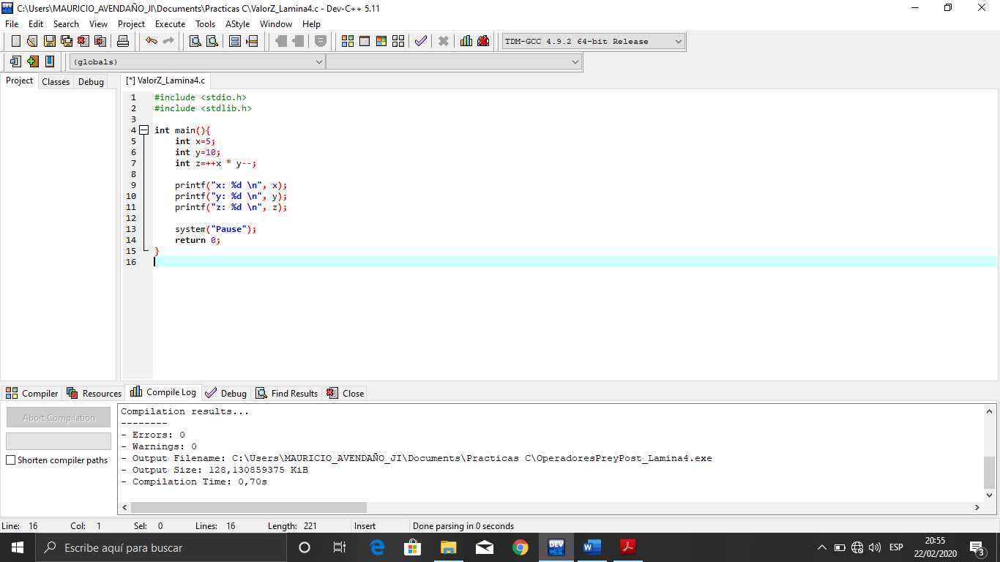 C:\Users\MAURICIO_AVENDAÑO_JI\Documents\Practicas C\ValorZ_Lamina4.c - Dev-C++ 5.11
File Edit Search View Project Execute Tools AStyle Window Help
TDM-GCC 4.9.2 64-bit Release
(globals)
Project Classes Debug [*] ValorZ_Lamina4.c
1 #include <stdio.h>
2 #include <stdlib.h>
3
4 int main(){
5 int x=5;
6 int y=10;
7 int z=++x * y--;
8
9 printf("x: %d \n", x);
10 printf("y: %d \n", y);
11 printf("z: %d \n", z);
12
13 system("Pause");
14 return 0;
15 }
16
Compiler Resources Compile Log Debug Find Results Close
Abort Compilation
Shorten compiler paths
Compilation results...
--------
- Errors: 0
- Warnings: 0
- Output Filename: C:\Users\MAURICIO_AVENDAÑO_JI\Documents\Practicas C\OperadoresPreyPost_Lamina4.exe
- Output Size: 128,130859375 KiB
- Compilation Time: 0,70s
Line: 16 Col: 1 Sel: 0 Lines: 16 Length: 221 Insert Done parsing in 0 seconds
Escribe aquí para buscar
DEV
ESP
20:55
22/02/2020
3